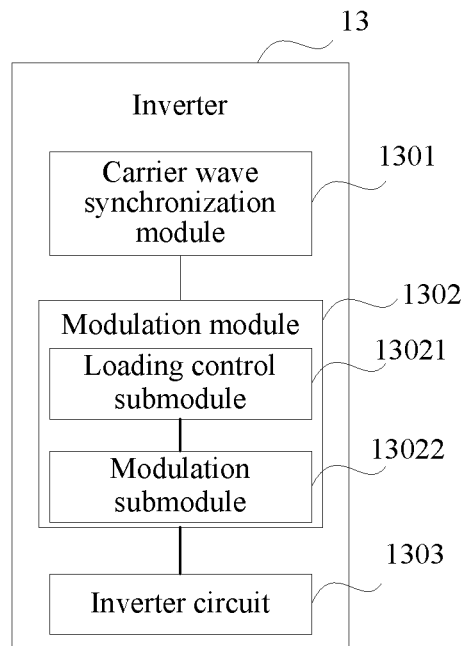 13
Inverter
1301
Carrier wave
synchronization
module
1302
Modulation module
13021
Loading control
submodule
13022
Modulation
submodule
1303
Inverter circuit